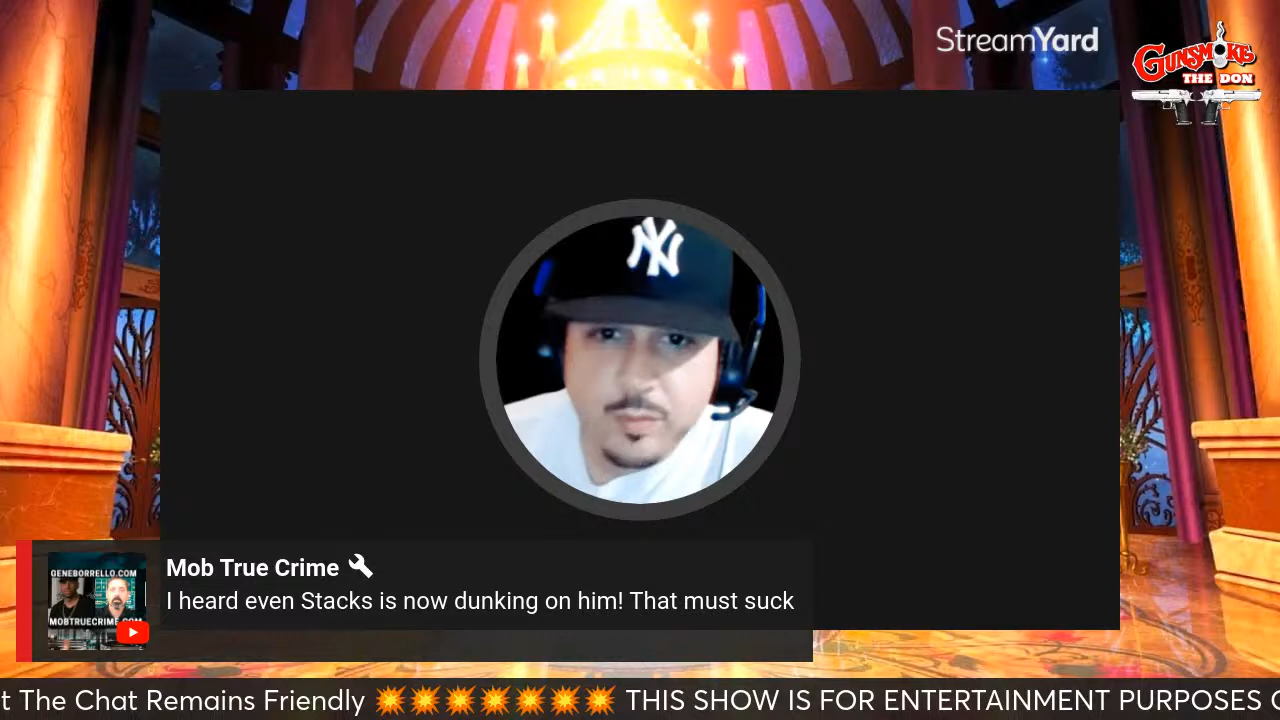 StreamYard
GUNSMOKE
THE DON
NY
GENEBORRELLO.COM
MOBTRUECRIME.COM
Mob True Crime
I heard even Stacks is now dunking on him! That must suck
t The Chat Remains Friendly 💥💥💥💥💥💥 THIS SHOW IS FOR ENTERTAINMENT PURPOSES